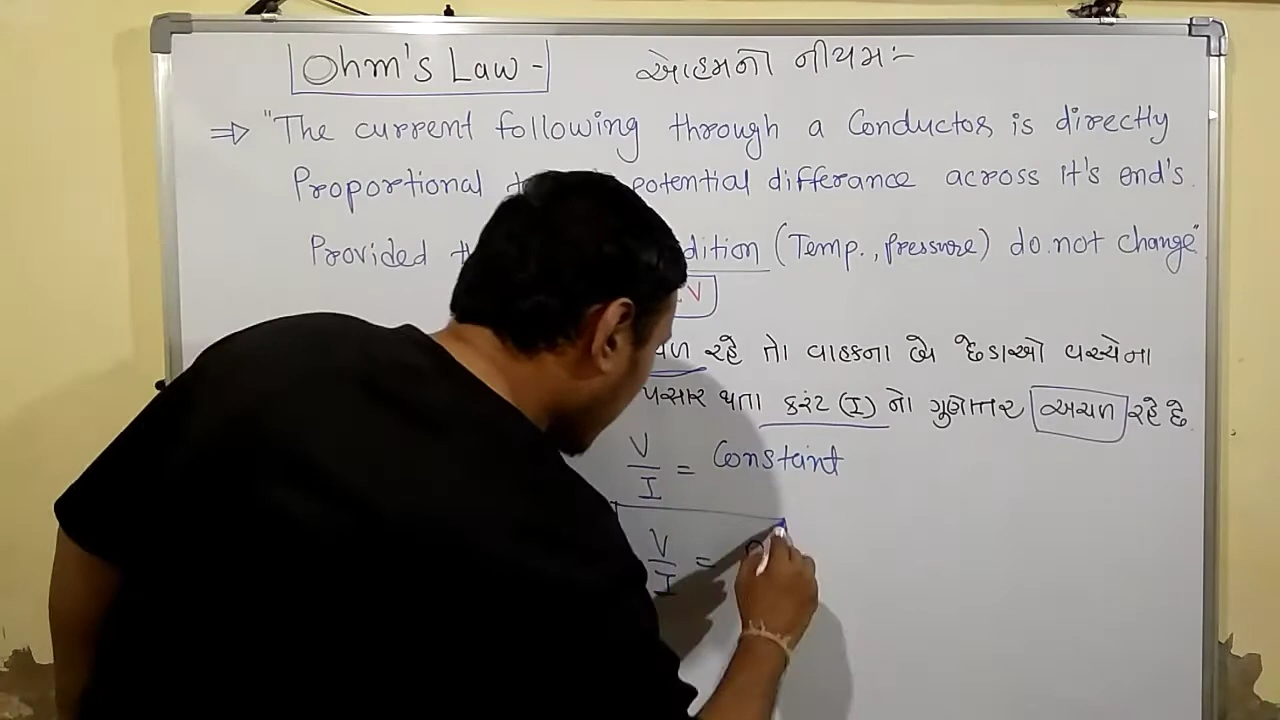 Ohm's Law -
ઓહમનો નીયમ :-
⇒ "The current following through a Conductor is directly
Proportional potential differance across it's end's.
Provided dition (Temp., pressure) do not change"
V
રહે તો વાહકના બે છેડાઓ વચ્ચેના
પસાર થતા કરંટ (I) નો ગુણોત્તર અચળ રહે છે.
V/I = Constant
V/I =